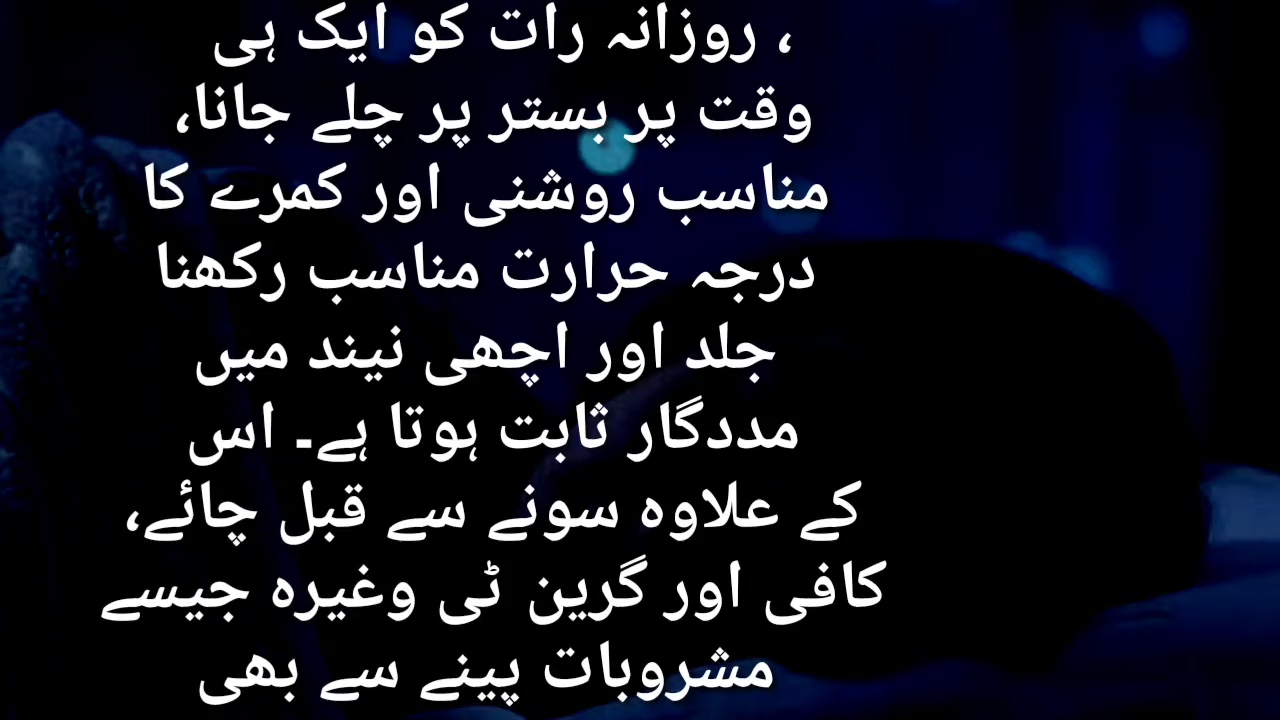 ، روزانہ رات کو ایک ہی
وقت پر بستر پر چلے جانا،
مناسب روشنی اور کمرے کا
درجہ حرارت مناسب رکھنا
جلد اور اچھی نیند میں
مددگار ثابت ہوتا ہے۔ اس
کے علاوہ سونے سے قبل چائے،
کافی اور گرین ٹی وغیرہ جیسے
مشروبات پینے سے بھی